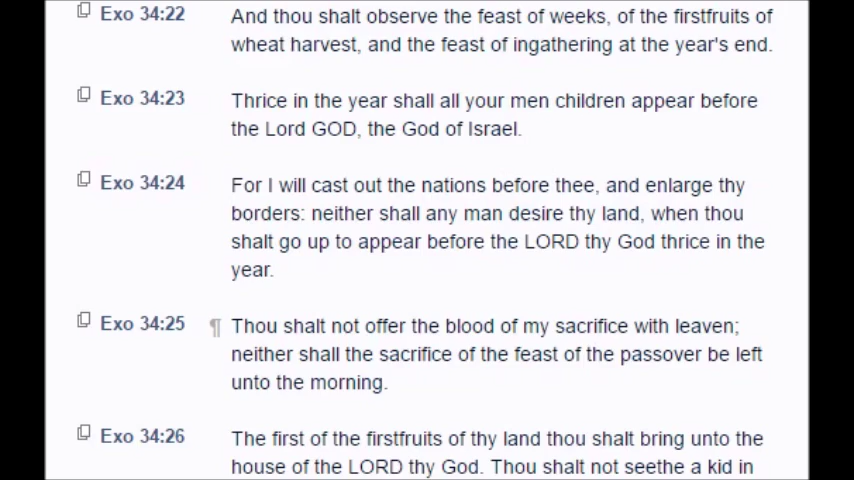 Exo 34:22 And thou shalt observe the feast of weeks, of the firstfruits of
wheat harvest, and the feast of ingathering at the year's end.
Exo 34:23 Thrice in the year shall all your men children appear before
the Lord GOD, the God of Israel.
Exo 34:24 For I will cast out the nations before thee, and enlarge thy
borders: neither shall any man desire thy land, when thou
shalt go up to appear before the LORD thy God thrice in the
year.
Exo 34:25 ¶ Thou shalt not offer the blood of my sacrifice with leaven;
neither shall the sacrifice of the feast of the passover be left
unto the morning.
Exo 34:26 The first of the firstfruits of thy land thou shalt bring unto the
house of the LORD thy God. Thou shalt not seethe a kid in